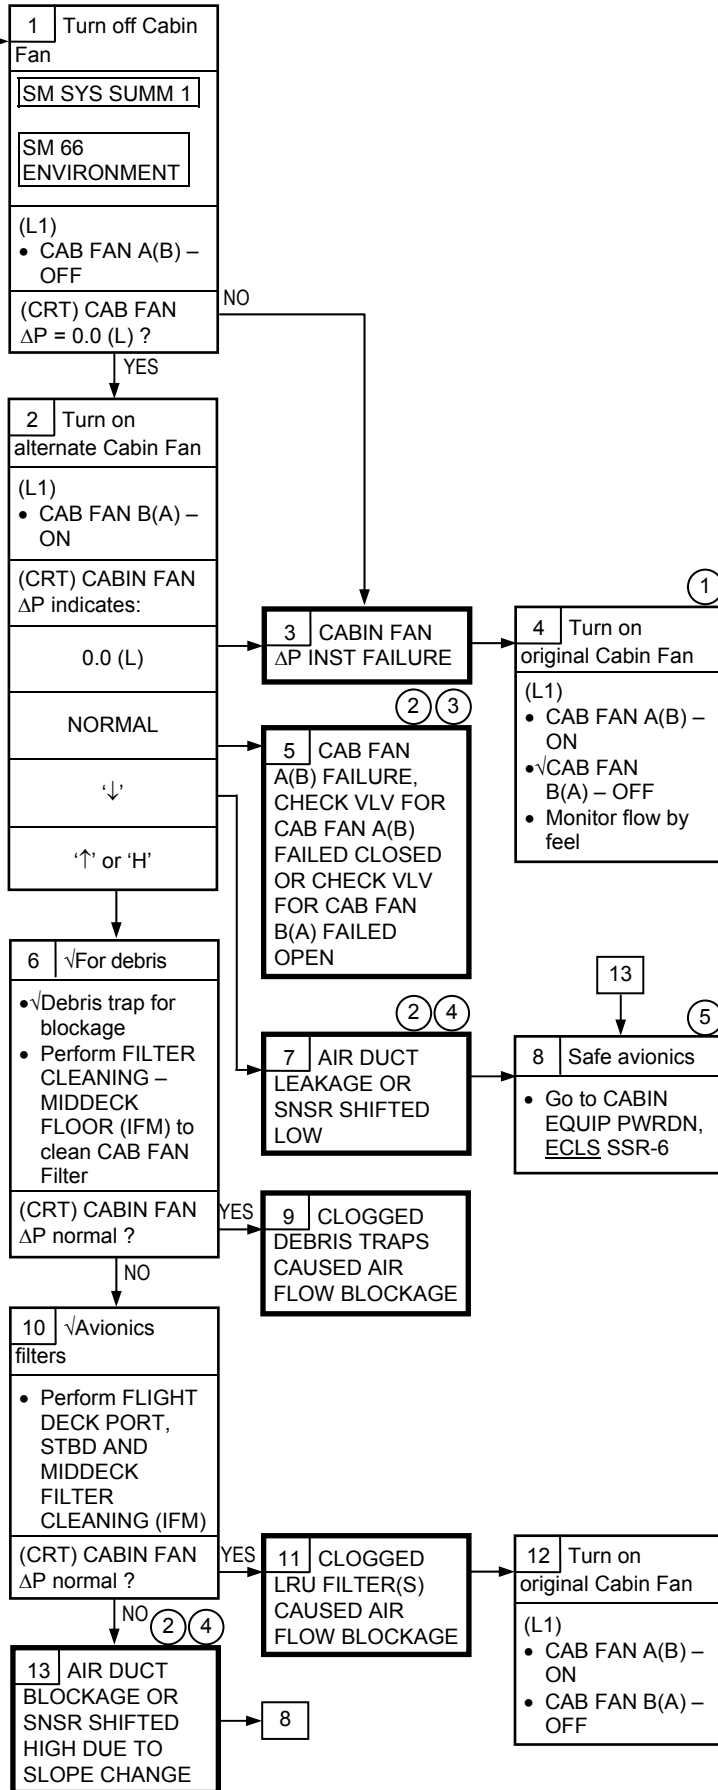 1 Turn off Cabin
Fan
SM SYS SUMM 1
SM 66
ENVIRONMENT
(L1)
• CAB FAN A(B) –
OFF
(CRT) CAB FAN
∆P = 0.0 (L) ?
NO
YES
2 Turn on
alternate Cabin Fan
(L1)
• CAB FAN B(A) –
ON
(CRT) CABIN FAN
∆P indicates:
0.0 (L)
NORMAL
‘↓’
‘↑’ or ‘H’
3 CABIN FAN
∆P INST FAILURE
1
4 Turn on
original Cabin Fan
(L1)
• CAB FAN A(B) –
ON
•√CAB FAN
B(A) – OFF
• Monitor flow by
feel
2 3
5 CAB FAN
A(B) FAILURE,
CHECK VLV FOR
CAB FAN A(B)
FAILED CLOSED
OR CHECK VLV
FOR CAB FAN
B(A) FAILED
OPEN
6 √For debris
•√Debris trap for
blockage
• Perform FILTER
CLEANING –
MIDDECK
FLOOR (IFM) to
clean CAB FAN
Filter
(CRT) CABIN FAN
∆P normal ?
YES
NO
2 4
7 AIR DUCT
LEAKAGE OR
SNSR SHIFTED
LOW
13
5
8 Safe avionics
• Go to CABIN
EQUIP PWRDN,
ECLS SSR-6
9 CLOGGED
DEBRIS TRAPS
CAUSED AIR
FLOW BLOCKAGE
10 √Avionics
filters
• Perform FLIGHT
DECK PORT,
STBD AND
MIDDECK
FILTER
CLEANING (IFM)
(CRT) CABIN FAN
∆P normal ?
YES
NO
11 CLOGGED
LRU FILTER(S)
CAUSED AIR
FLOW BLOCKAGE
12 Turn on
original Cabin Fan
(L1)
• CAB FAN A(B) –
ON
• CAB FAN B(A) –
OFF
2 4
13 AIR DUCT
BLOCKAGE OR
SNSR SHIFTED
HIGH DUE TO
SLOPE CHANGE
8